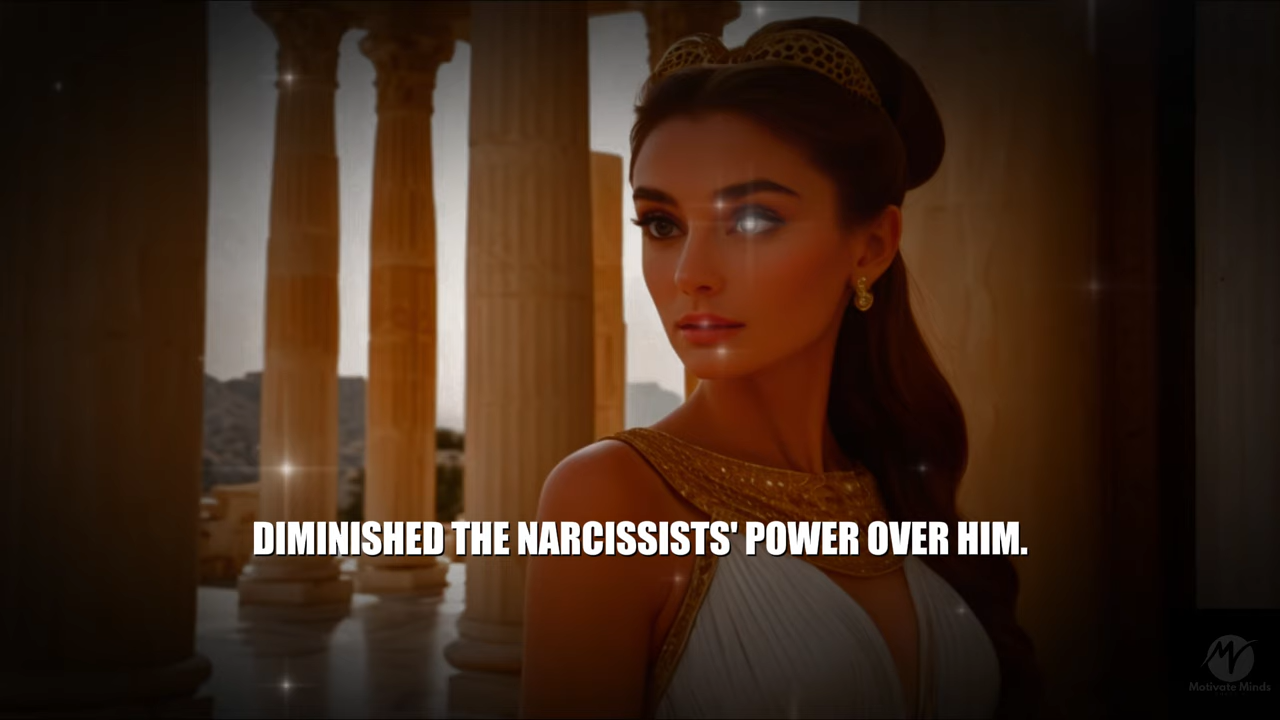 DIMINISHED THE NARCISSISTS' POWER OVER HIM.
Motivate Minds